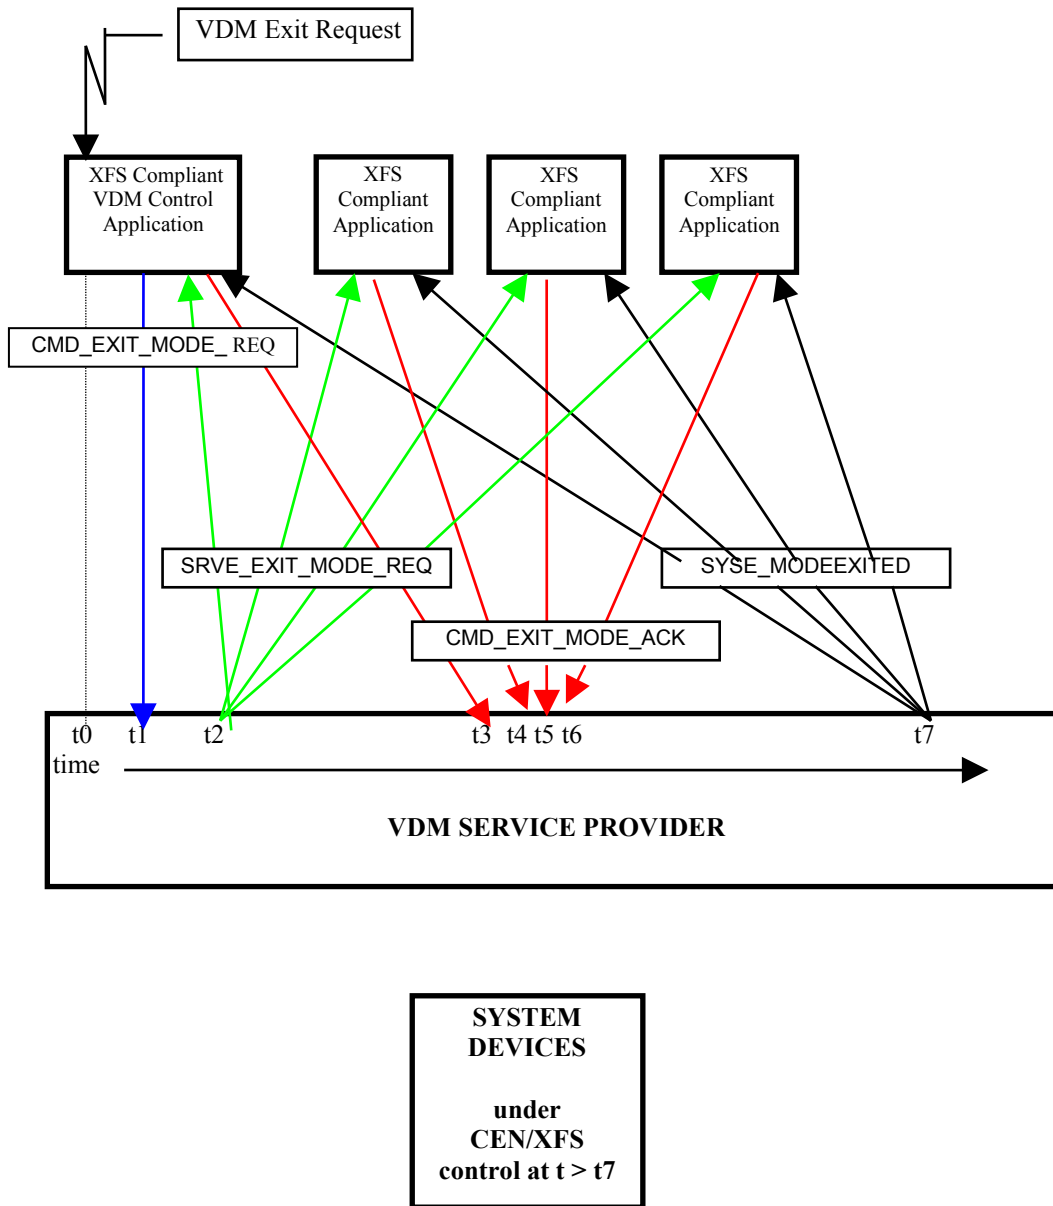 VDM Exit Request
XFS Compliant
VDM Control
Application
XFS
Compliant
Application
XFS
Compliant
Application
XFS
Compliant
Application
CMD_EXIT_MODE_ REQ
SRVE_EXIT_MODE_REQ
SYSE_MODEEXITED
CMD_EXIT_MODE_ACK
t0 t1 t2 t3 t4 t5 t6 t7
time
VDM SERVICE PROVIDER
SYSTEM
DEVICES
under
CEN/XFS
control at t > t7